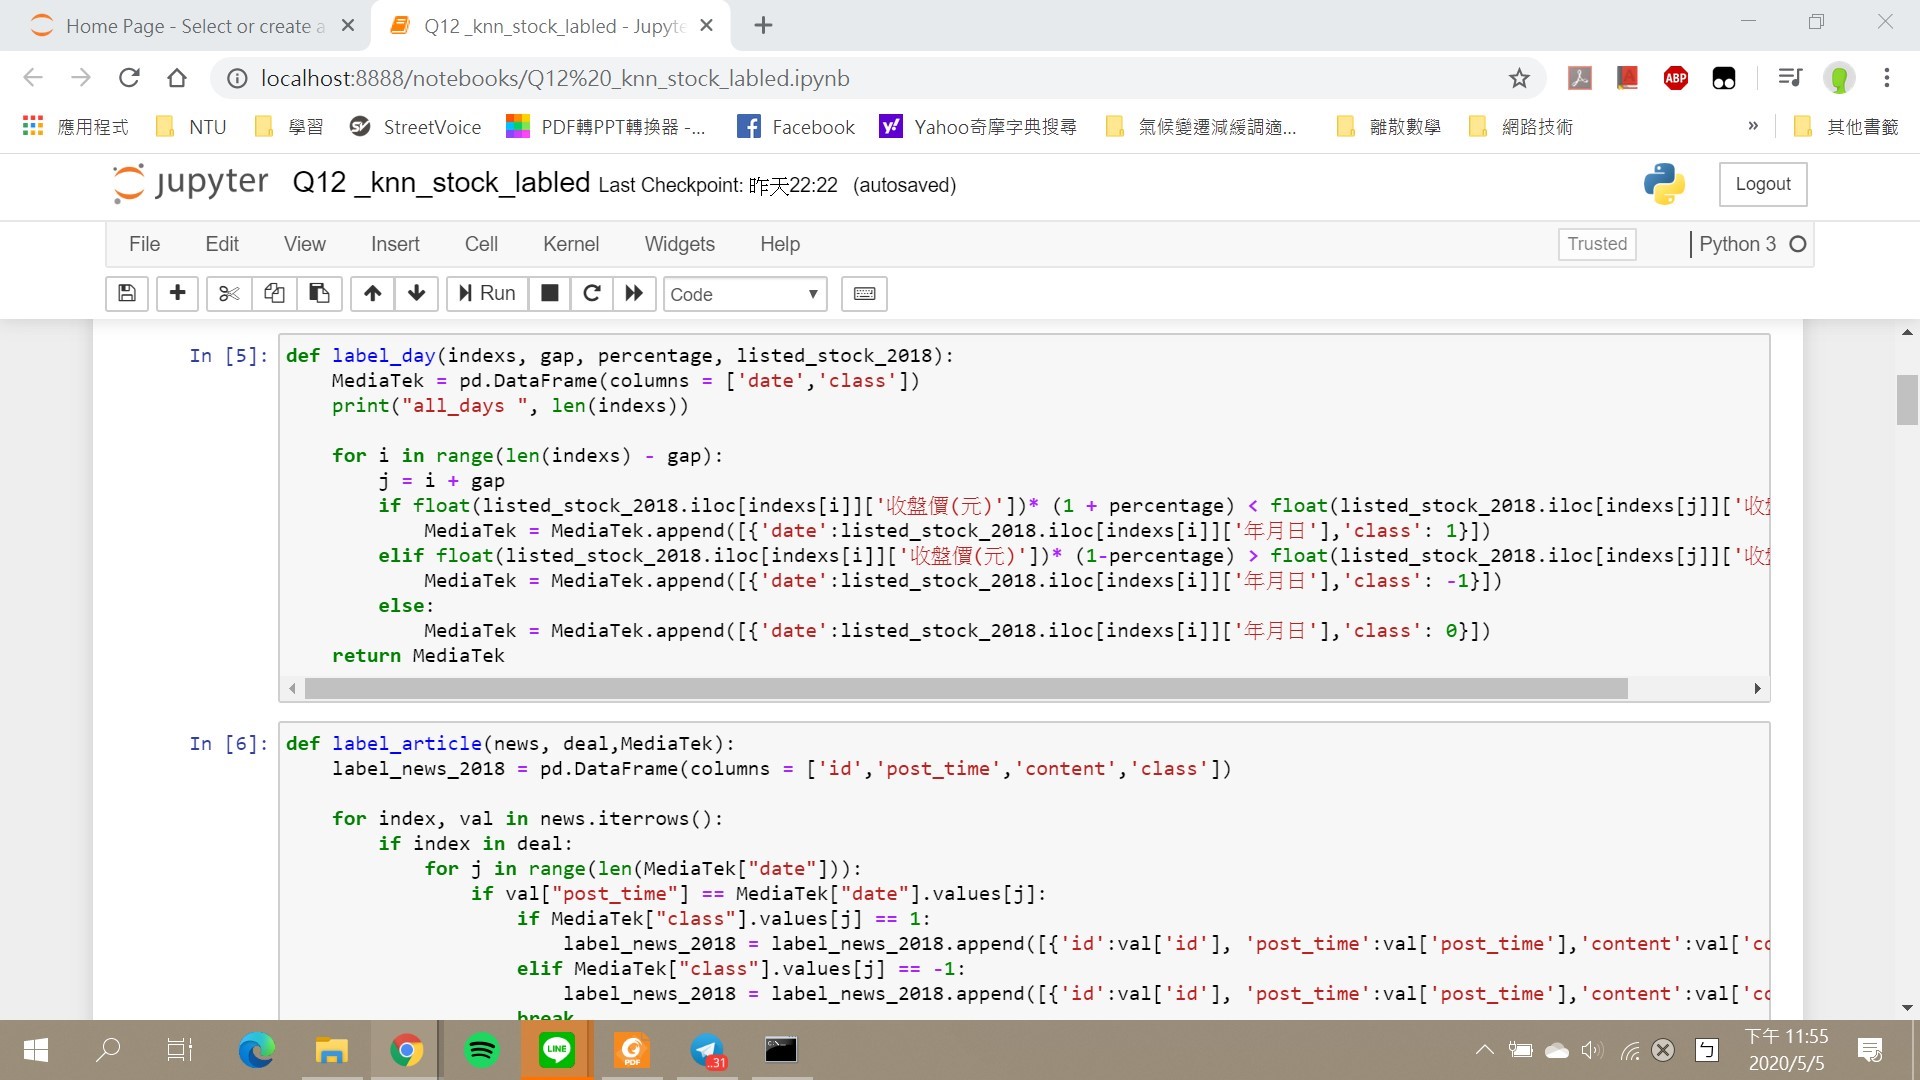 Home Page - Select or create a
Q12 _knn_stock_labled - Jupyte
localhost:8888/notebooks/Q12%20_knn_stock_labled.ipynb
ABP
應用程式 NTU 學習 StreetVoice PDF轉PPT轉換器 -... Facebook Yahoo奇摩字典搜尋 氣候變遷減緩調適... 離散數學 網路技術 » 其他書籤
jupyter Q12 _knn_stock_labled Last Checkpoint: 昨天22:22 (autosaved) Logout
File Edit View Insert Cell Kernel Widgets Help Trusted Python 3
Run Code
In [5]: def label_day(indexs, gap, percentage, listed_stock_2018):
MediaTek = pd.DataFrame(columns = ['date','class'])
print("all_days ", len(indexs))
for i in range(len(indexs) - gap):
j = i + gap
if float(listed_stock_2018.iloc[indexs[i]]['收盤價(元)'])* (1 + percentage) < float(listed_stock_2018.iloc[indexs[j]]['收
MediaTek = MediaTek.append([{'date':listed_stock_2018.iloc[indexs[i]]['年月日'],'class': 1}])
elif float(listed_stock_2018.iloc[indexs[i]]['收盤價(元)'])* (1-percentage) > float(listed_stock_2018.iloc[indexs[j]]['收
MediaTek = MediaTek.append([{'date':listed_stock_2018.iloc[indexs[i]]['年月日'],'class': -1}])
else:
MediaTek = MediaTek.append([{'date':listed_stock_2018.iloc[indexs[i]]['年月日'],'class': 0}])
return MediaTek
In [6]: def label_article(news, deal,MediaTek):
label_news_2018 = pd.DataFrame(columns = ['id','post_time','content','class'])
for index, val in news.iterrows():
if index in deal:
for j in range(len(MediaTek["date"])):
if val["post_time"] == MediaTek["date"].values[j]:
if MediaTek["class"].values[j] == 1:
label_news_2018 = label_news_2018.append([{'id':val['id'], 'post_time':val['post_time'],'content':val['co
elif MediaTek["class"].values[j] == -1:
label_news_2018 = label_news_2018.append([{'id':val['id'], 'post_time':val['post_time'],'content':val['co
break
LINE
PDF
31
ㄅ
下午 11:55
2020/5/5